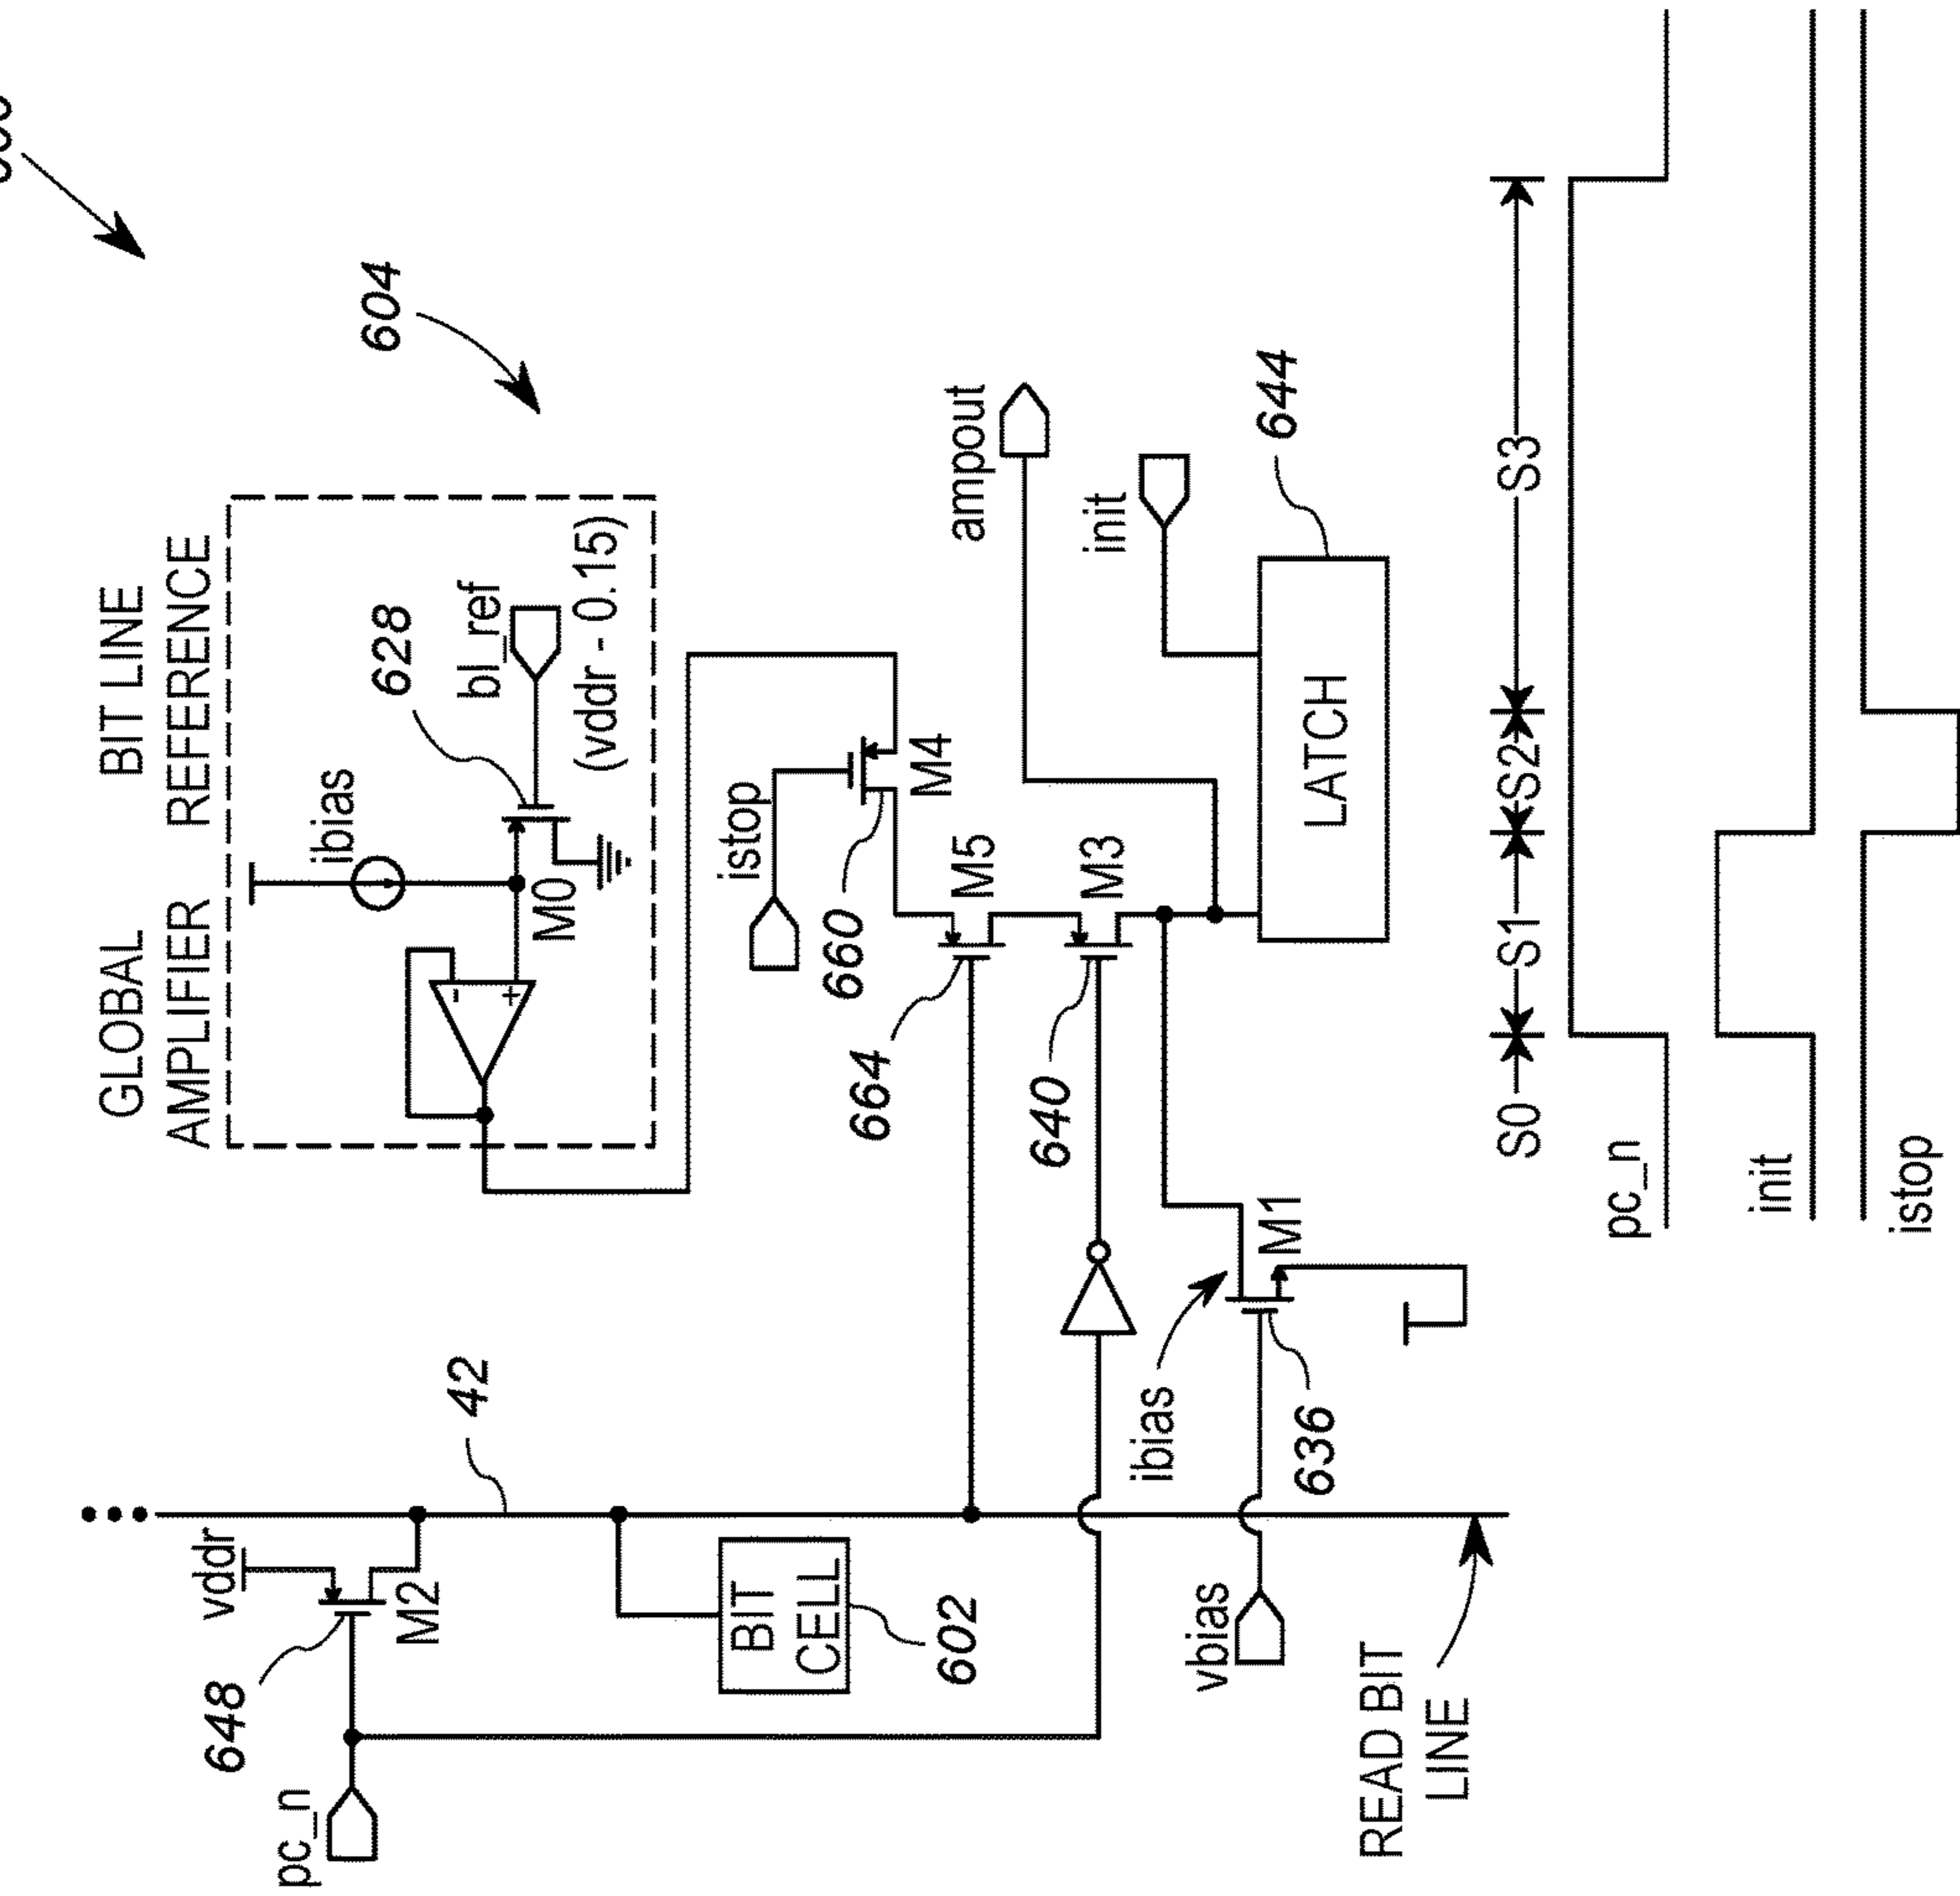 604
GLOBAL BIT LINE
AMPLIFIER REFERENCE
ibias
628
bl_ref
(vddr - 0.15)
M0
-
+
vddr
648
M2
pc_n
42
BIT
CELL
602
istop
660
M4
664
M5
640
M3
ampout
init
644
LATCH
ibias
M1
636
vbias
READ BIT
LINE
S0 S1 S2 S3
pc_n
init
istop